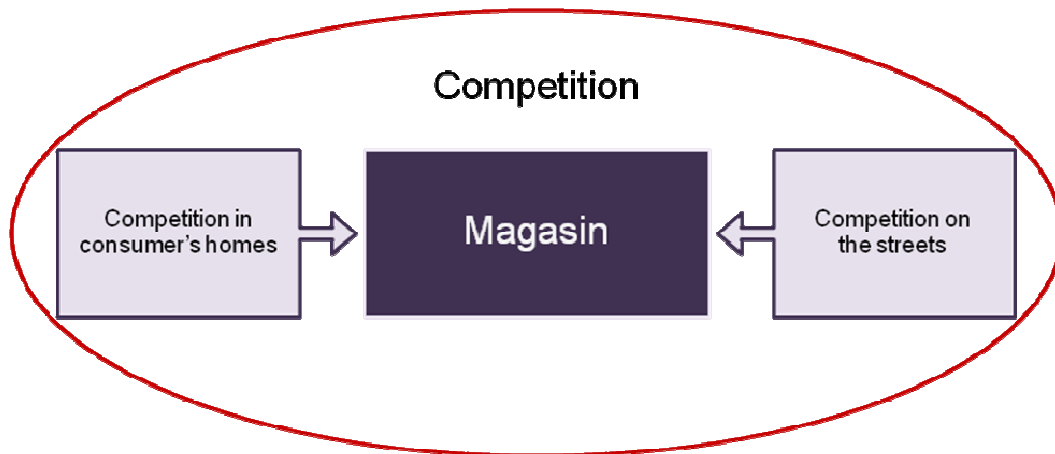 Competition
Competition in
consumer's homes
Magasin
Competition on
the streets